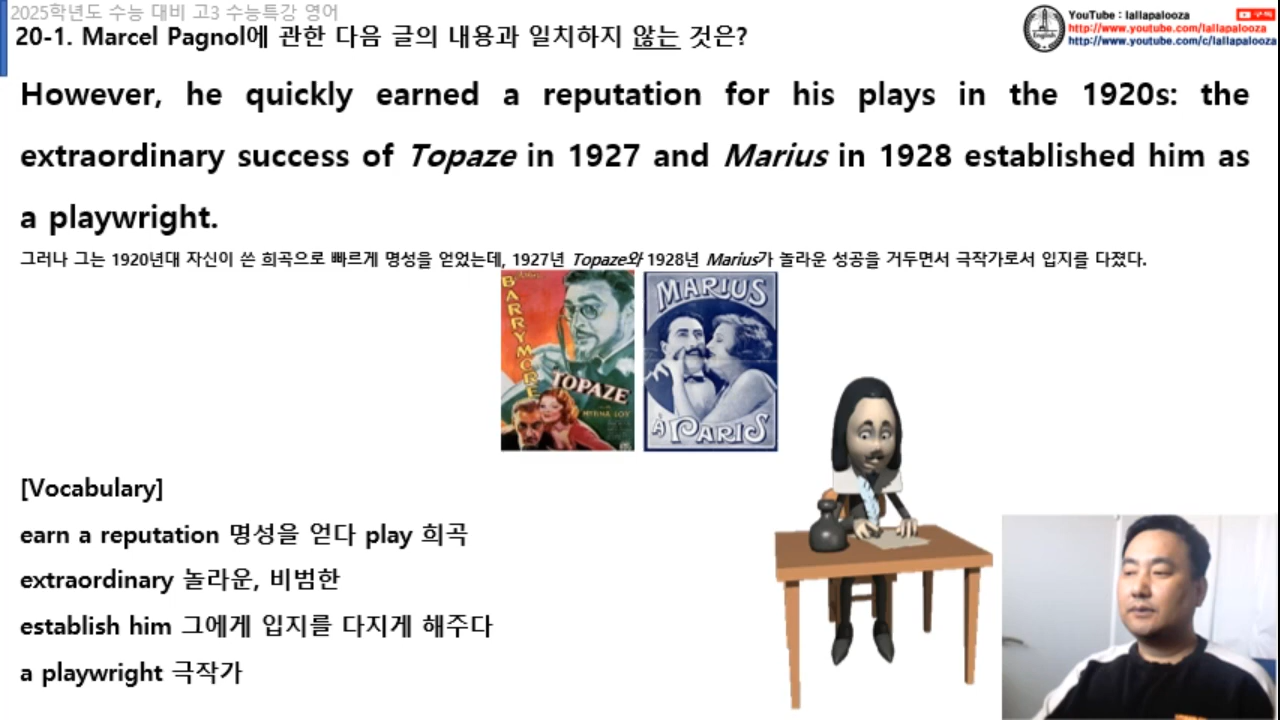 2025학년도 수능 대비 고3 수능특강 영어
20-1. Marcel Pagnol에 관한 다음 글의 내용과 일치하지 않는 것은?
YouTube : lallapalooza
구독
http://www.youtube.com/lallapalooza
http://www.youtube.com/c/lallapalooza
English
However, he quickly earned a reputation for his plays in the 1920s: the
extraordinary success of Topaze in 1927 and Marius in 1928 established him as
a playwright.
그러나 그는 1920년대 자신이 쓴 희곡으로 빠르게 명성을 얻었는데, 1927년 Topaze와 1928년 Marius가 놀라운 성공을 거두면서 극작가로서 입지를 다졌다.
BARRYMORE
TOPAZE
MYRNA LOY
MARIUS
À PARIS
[Vocabulary]
earn a reputation 명성을 얻다 play 희곡
extraordinary 놀라운, 비범한
establish him 그에게 입지를 다지게 해주다
a playwright 극작가